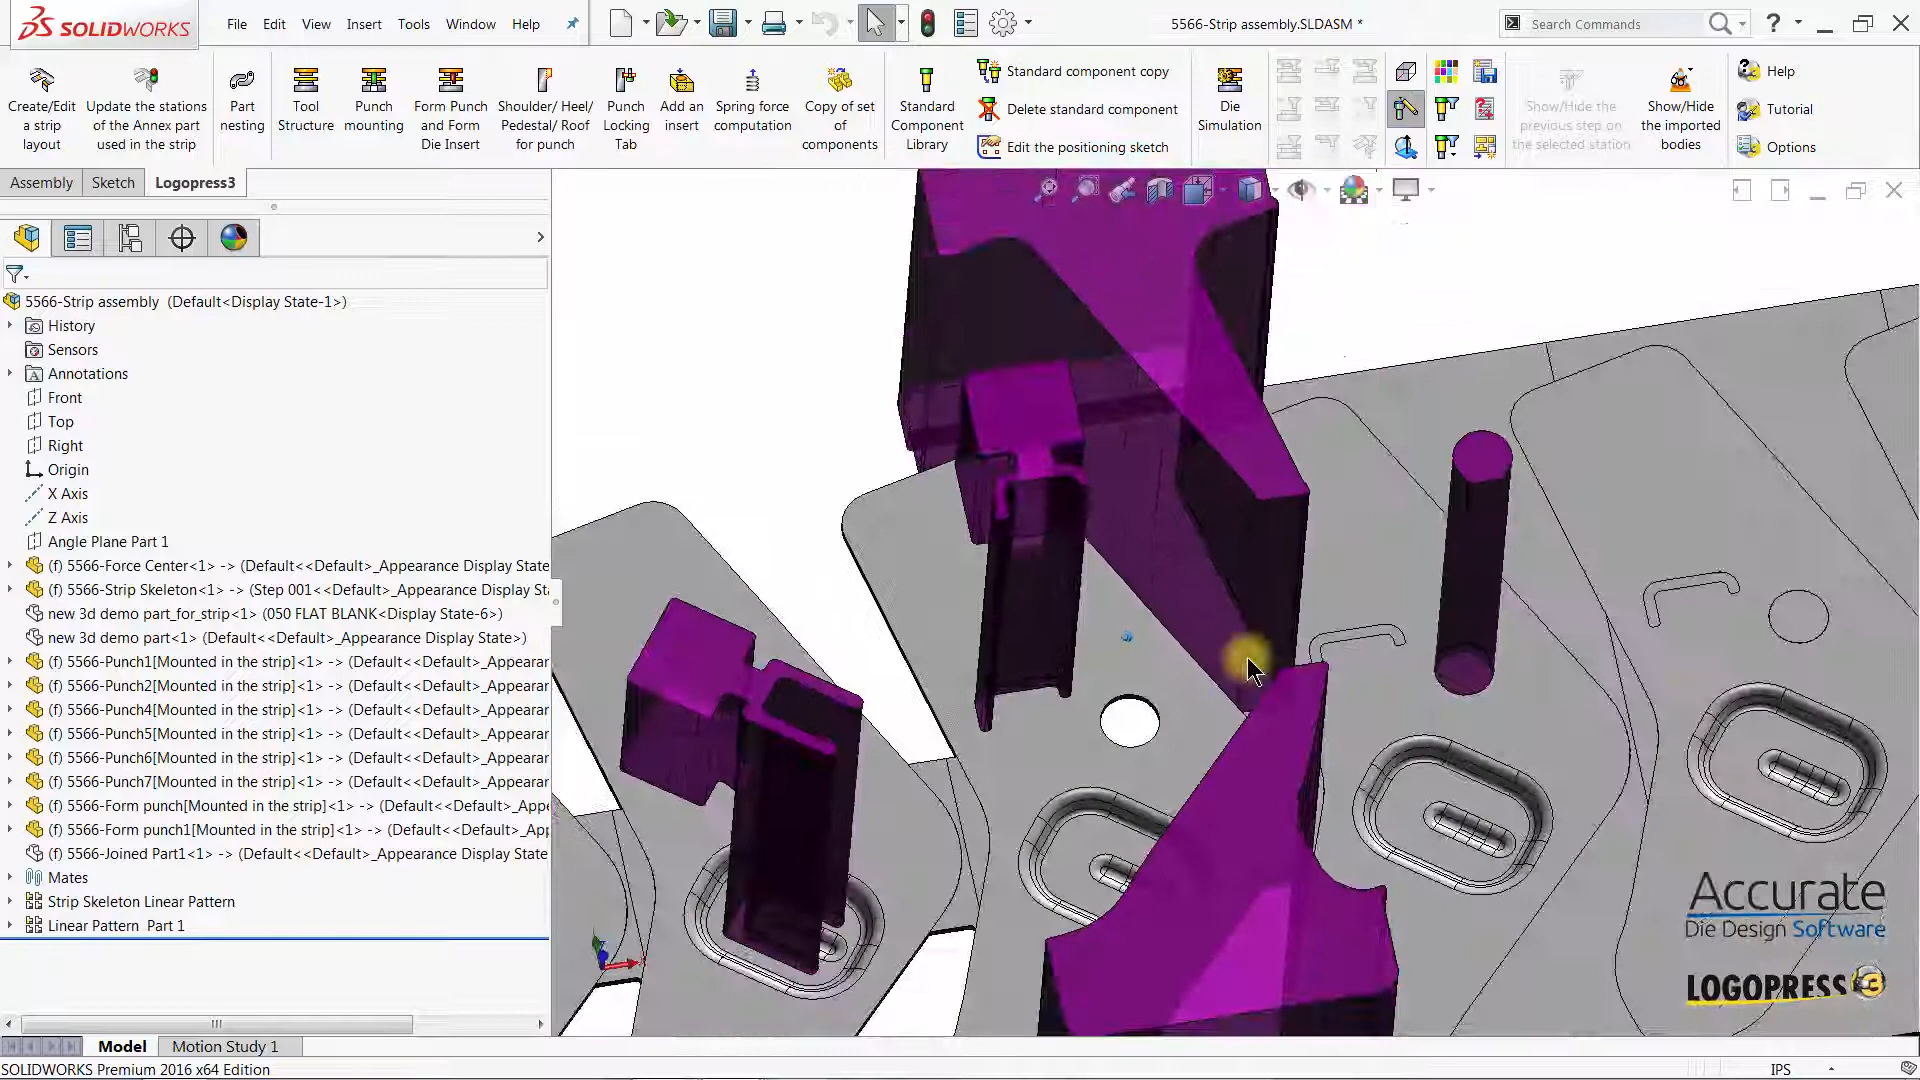 SOLIDWORKS
File Edit View Insert Tools Window Help
5566-Strip assembly.SLDASM *
Search Commands
Create/Edit a strip layout
Update the stations of the Annex part used in the strip
Part nesting
Tool Structure
Punch mounting
Form Punch and Form Die Insert
Shoulder/ Heel/ Pedestal/ Roof for punch
Punch Locking Tab
Add an insert
Spring force computation
Copy of set of components
Standard Component Library
Standard component copy
Delete standard component
Edit the positioning sketch
Die Simulation
Show/Hide the previous step on the selected station
Show/Hide the imported bodies
Help
Tutorial
Options
Assembly Sketch Logopress3
5566-Strip assembly (Default<Display State-1>)
History
Sensors
Annotations
Front
Top
Right
Origin
X Axis
Z Axis
Angle Plane Part 1
(f) 5566-Force Center<1> -> (Default<<Default>_Appearance Display State
(f) 5566-Strip Skeleton<1> -> (Step 001<<Default>_Appearance Display St
new 3d demo part_for_strip<1> (050 FLAT BLANK<Display State-6>)
new 3d demo part<1> (Default<<Default>_Appearance Display State>)
(f) 5566-Punch1[Mounted in the strip]<1> -> (Default<<Default>_Appearar
(f) 5566-Punch2[Mounted in the strip]<1> -> (Default<<Default>_Appearar
(f) 5566-Punch4[Mounted in the strip]<1> -> (Default<<Default>_Appearar
(f) 5566-Punch5[Mounted in the strip]<1> -> (Default<<Default>_Appearar
(f) 5566-Punch6[Mounted in the strip]<1> -> (Default<<Default>_Appearar
(f) 5566-Punch7[Mounted in the strip]<1> -> (Default<<Default>_Appearar
(f) 5566-Form punch[Mounted in the strip]<1> -> (Default<<Default>_Appe
(f) 5566-Form punch1[Mounted in the strip]<1> -> (Default<<Default>_App
(f) 5566-Joined Part1<1> -> (Default<<Default>_Appearance Display State
Mates
Strip Skeleton Linear Pattern
Linear Pattern Part 1
Accurate
Die Design Software
LOGOPRESS 3
Model Motion Study 1
SOLIDWORKS Premium 2016 x64 Edition
IPS